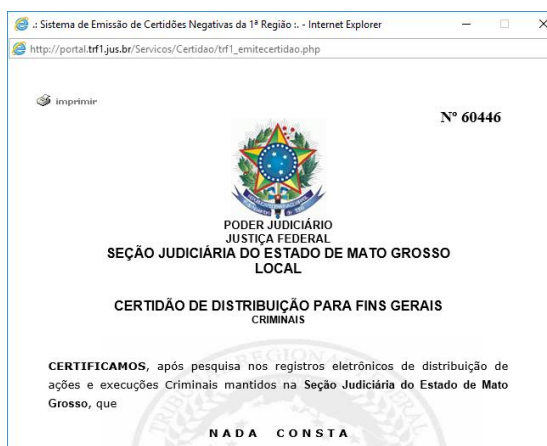 .: Sistema de Emissão de Certidões Negativas da 1ª Região :. - Internet Explorer
http://portal.trf1.jus.br/Servicos/Certidao/trf1_emitecertidao.php
imprimir
Nº 60446
PODER JUDICIÁRIO
JUSTIÇA FEDERAL
SEÇÃO JUDICIÁRIA DO ESTADO DE MATO GROSSO
LOCAL
CERTIDÃO DE DISTRIBUIÇÃO PARA FINS GERAIS
CRIMINAIS
CERTIFICAMOS, após pesquisa nos registros eletrônicos de distribuição de
ações e execuções Criminais mantidos na Seção Judiciária do Estado de Mato
Grosso, que
NADA CONSTA